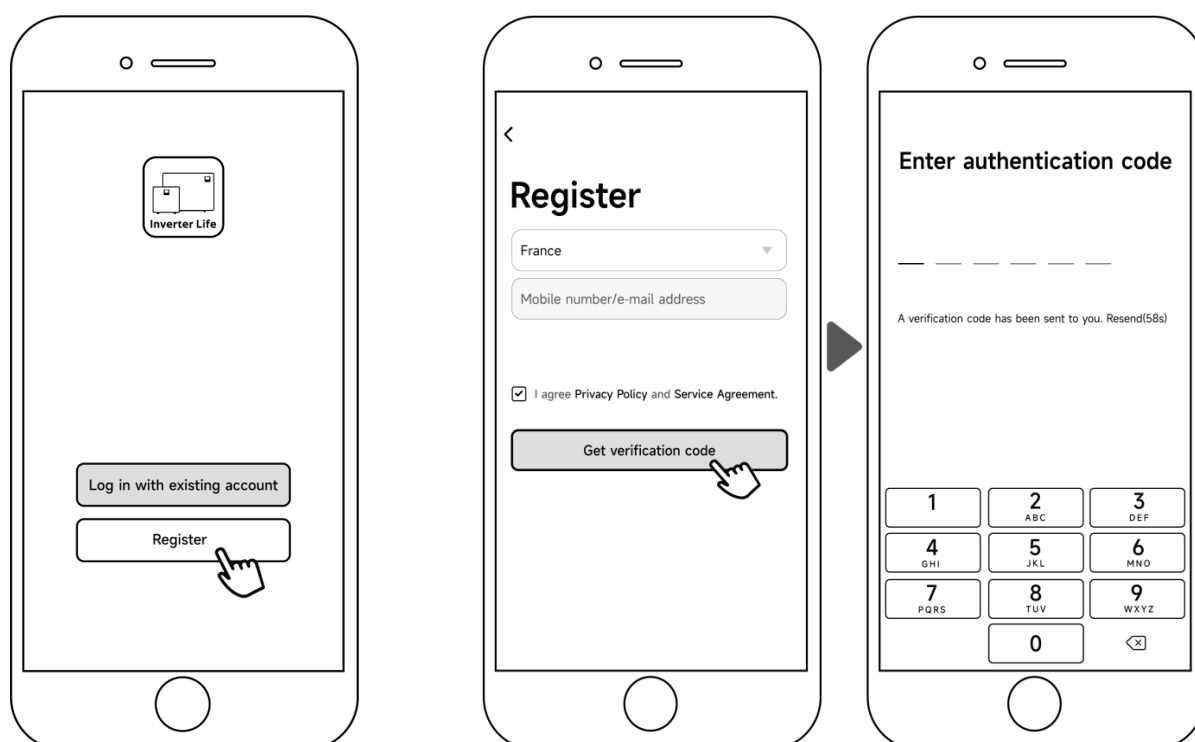 Inverter Life
Log in with existing account
Register
Register
France
Mobile number/e-mail address
I agree Privacy Policy and Service Agreement.
Get verification code
Enter authentication code
A verification code has been sent to you. Resend(58s)
1 2 3
ABC DEF
4 5 6
GHI JKL MNO
7 8 9
PQRS TUV WXYZ
0